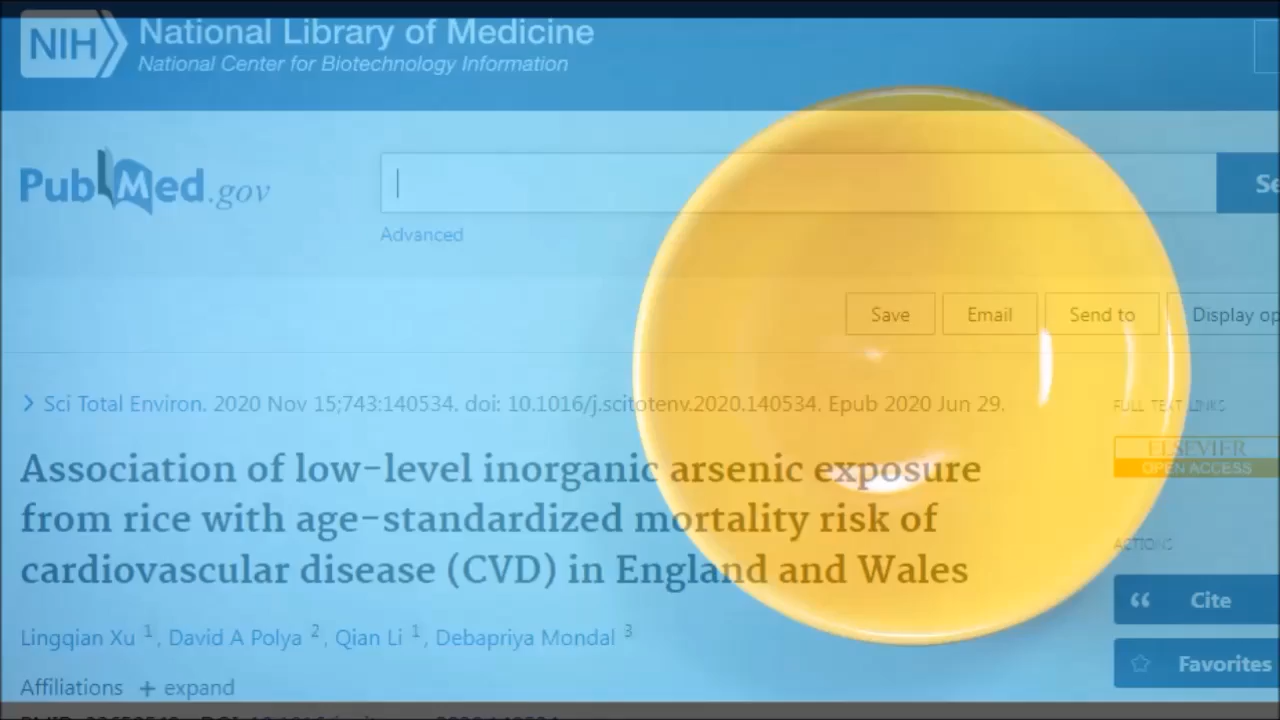 NIH
National Library of Medicine
National Center for Biotechnology Information
PubMed.gov
Advanced
Save
Email
Send to
Display op
Sci Total Environ. 2020 Nov 15;743:140534. doi: 10.1016/j.scitotenv.2020.140534. Epub 2020 Jun 29.
FULL TEXT LINKS
ELSEVIER
OPEN ACCESS
Association of low-level inorganic arsenic exposure
from rice with age-standardized mortality risk of
cardiovascular disease (CVD) in England and Wales
ACTIONS
Cite
Lingqian Xu 1, David A Polya 2, Qian Li 1, Debapriya Mondal 3
Favorites
Affiliations + expand